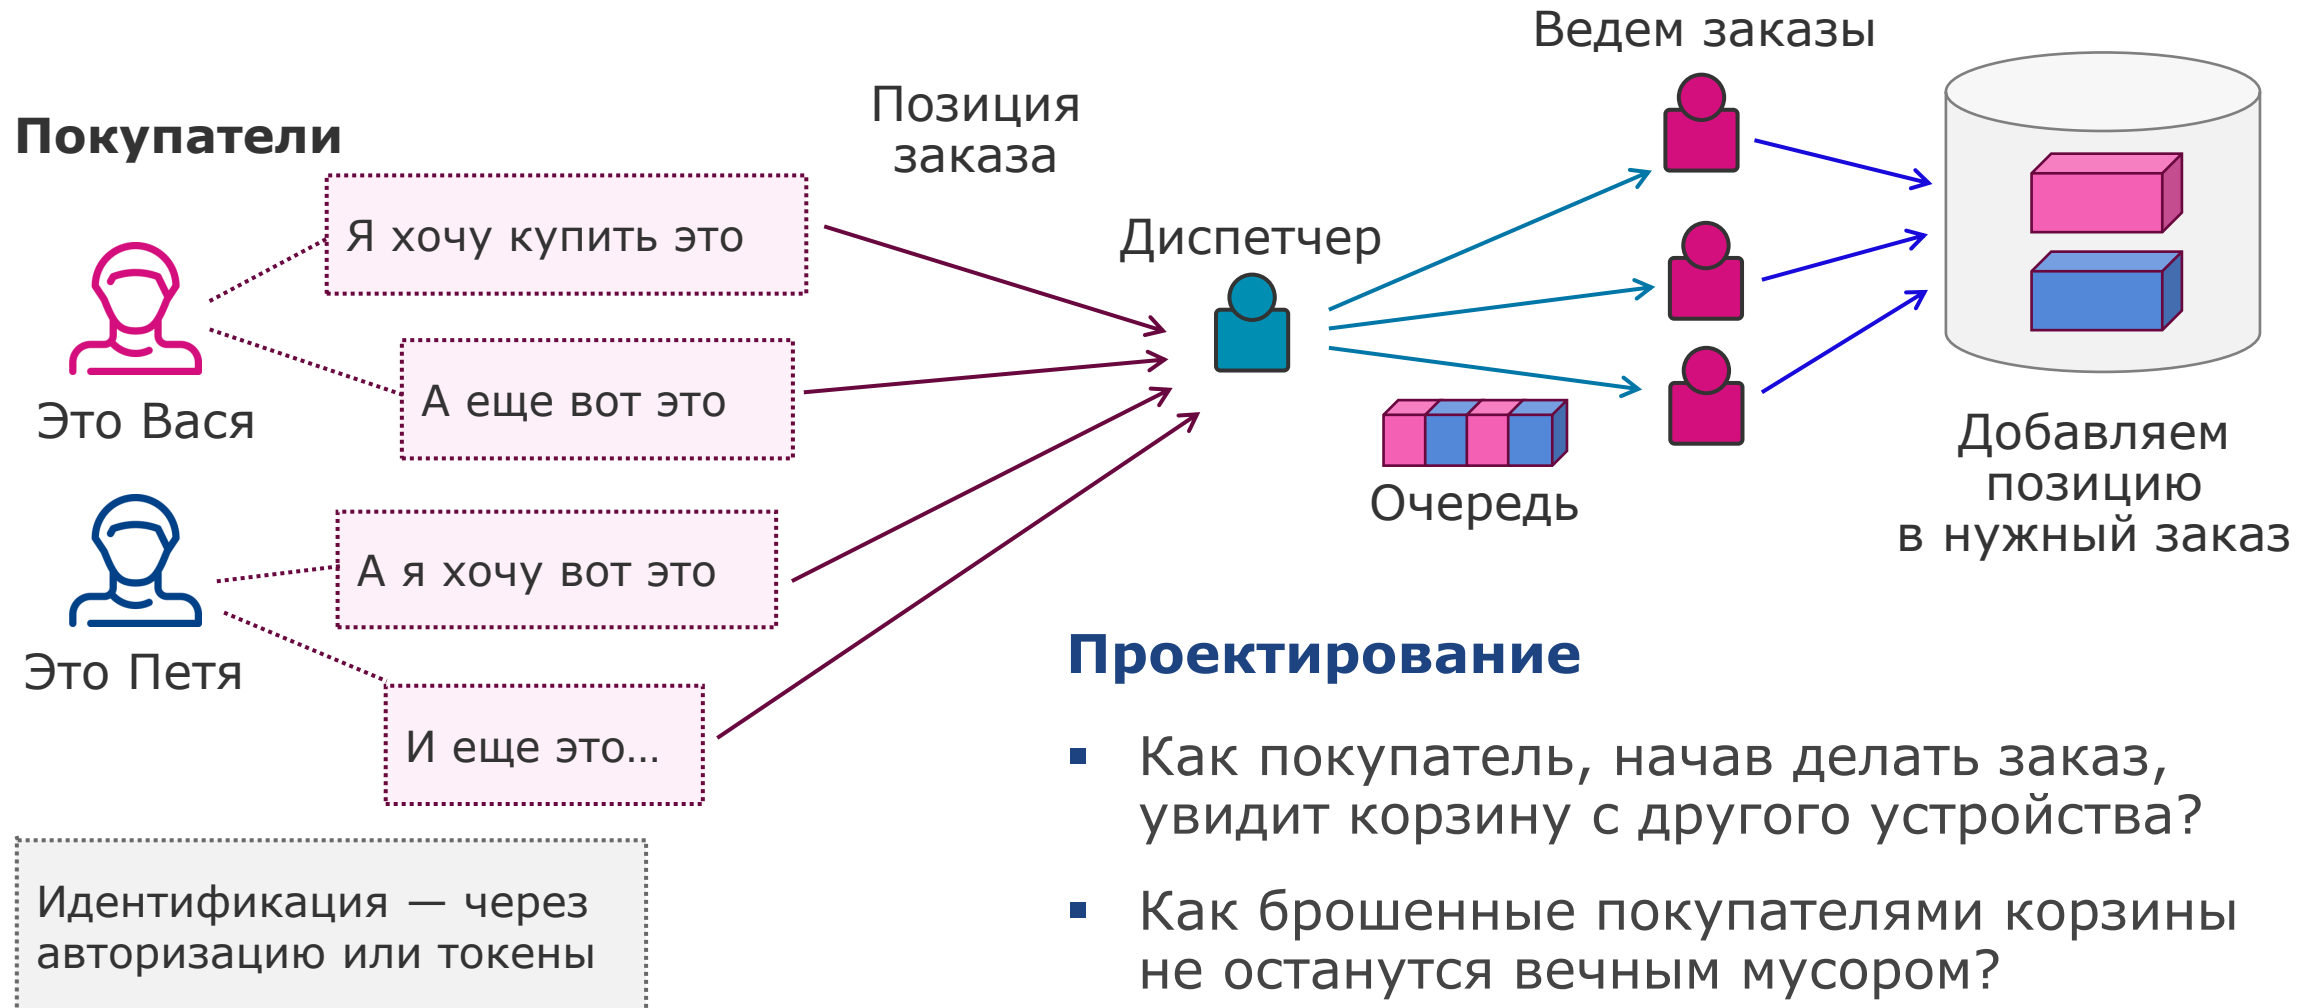 Ведем заказы
Позиция
заказа
Покупатели
Я хочу купить это
Диспетчер
А еще вот это
Это Вася
Добавляем
позицию
в нужный заказ
Очередь
А я хочу вот это
Это Петя
И еще это...
Идентификация — через
авторизацию или токены
Проектирование
▪ Как покупатель, начав делать заказ,
увидит корзину с другого устройства?
▪ Как брошенные покупателями корзины
не останутся вечным мусором?